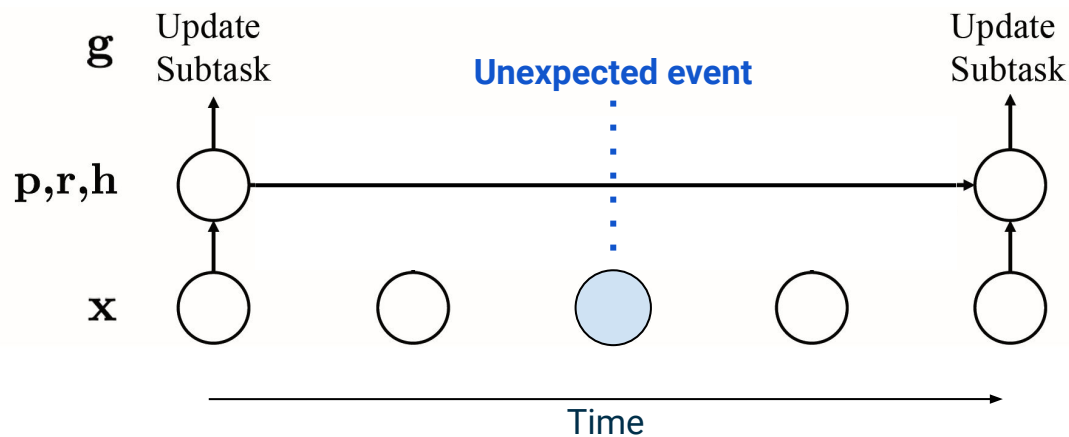 g
Update
Subtask
Unexpected event
Update
Subtask
p,r,h
x
Time